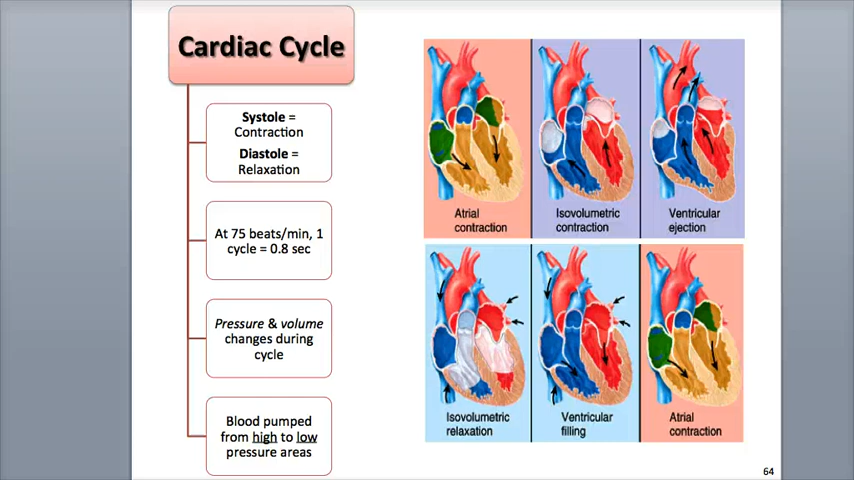 Cardiac Cycle
Systole =
Contraction
Diastole =
Relaxation
At 75 beats/min, 1
cycle = 0.8 sec
Pressure & volume
changes during
cycle
Blood pumped
from high to low
pressure areas
Atrial
contraction
Isovolumetric
contraction
Ventricular
ejection
Isovolumetric
relaxation
Ventricular
filling
Atrial
contraction
64